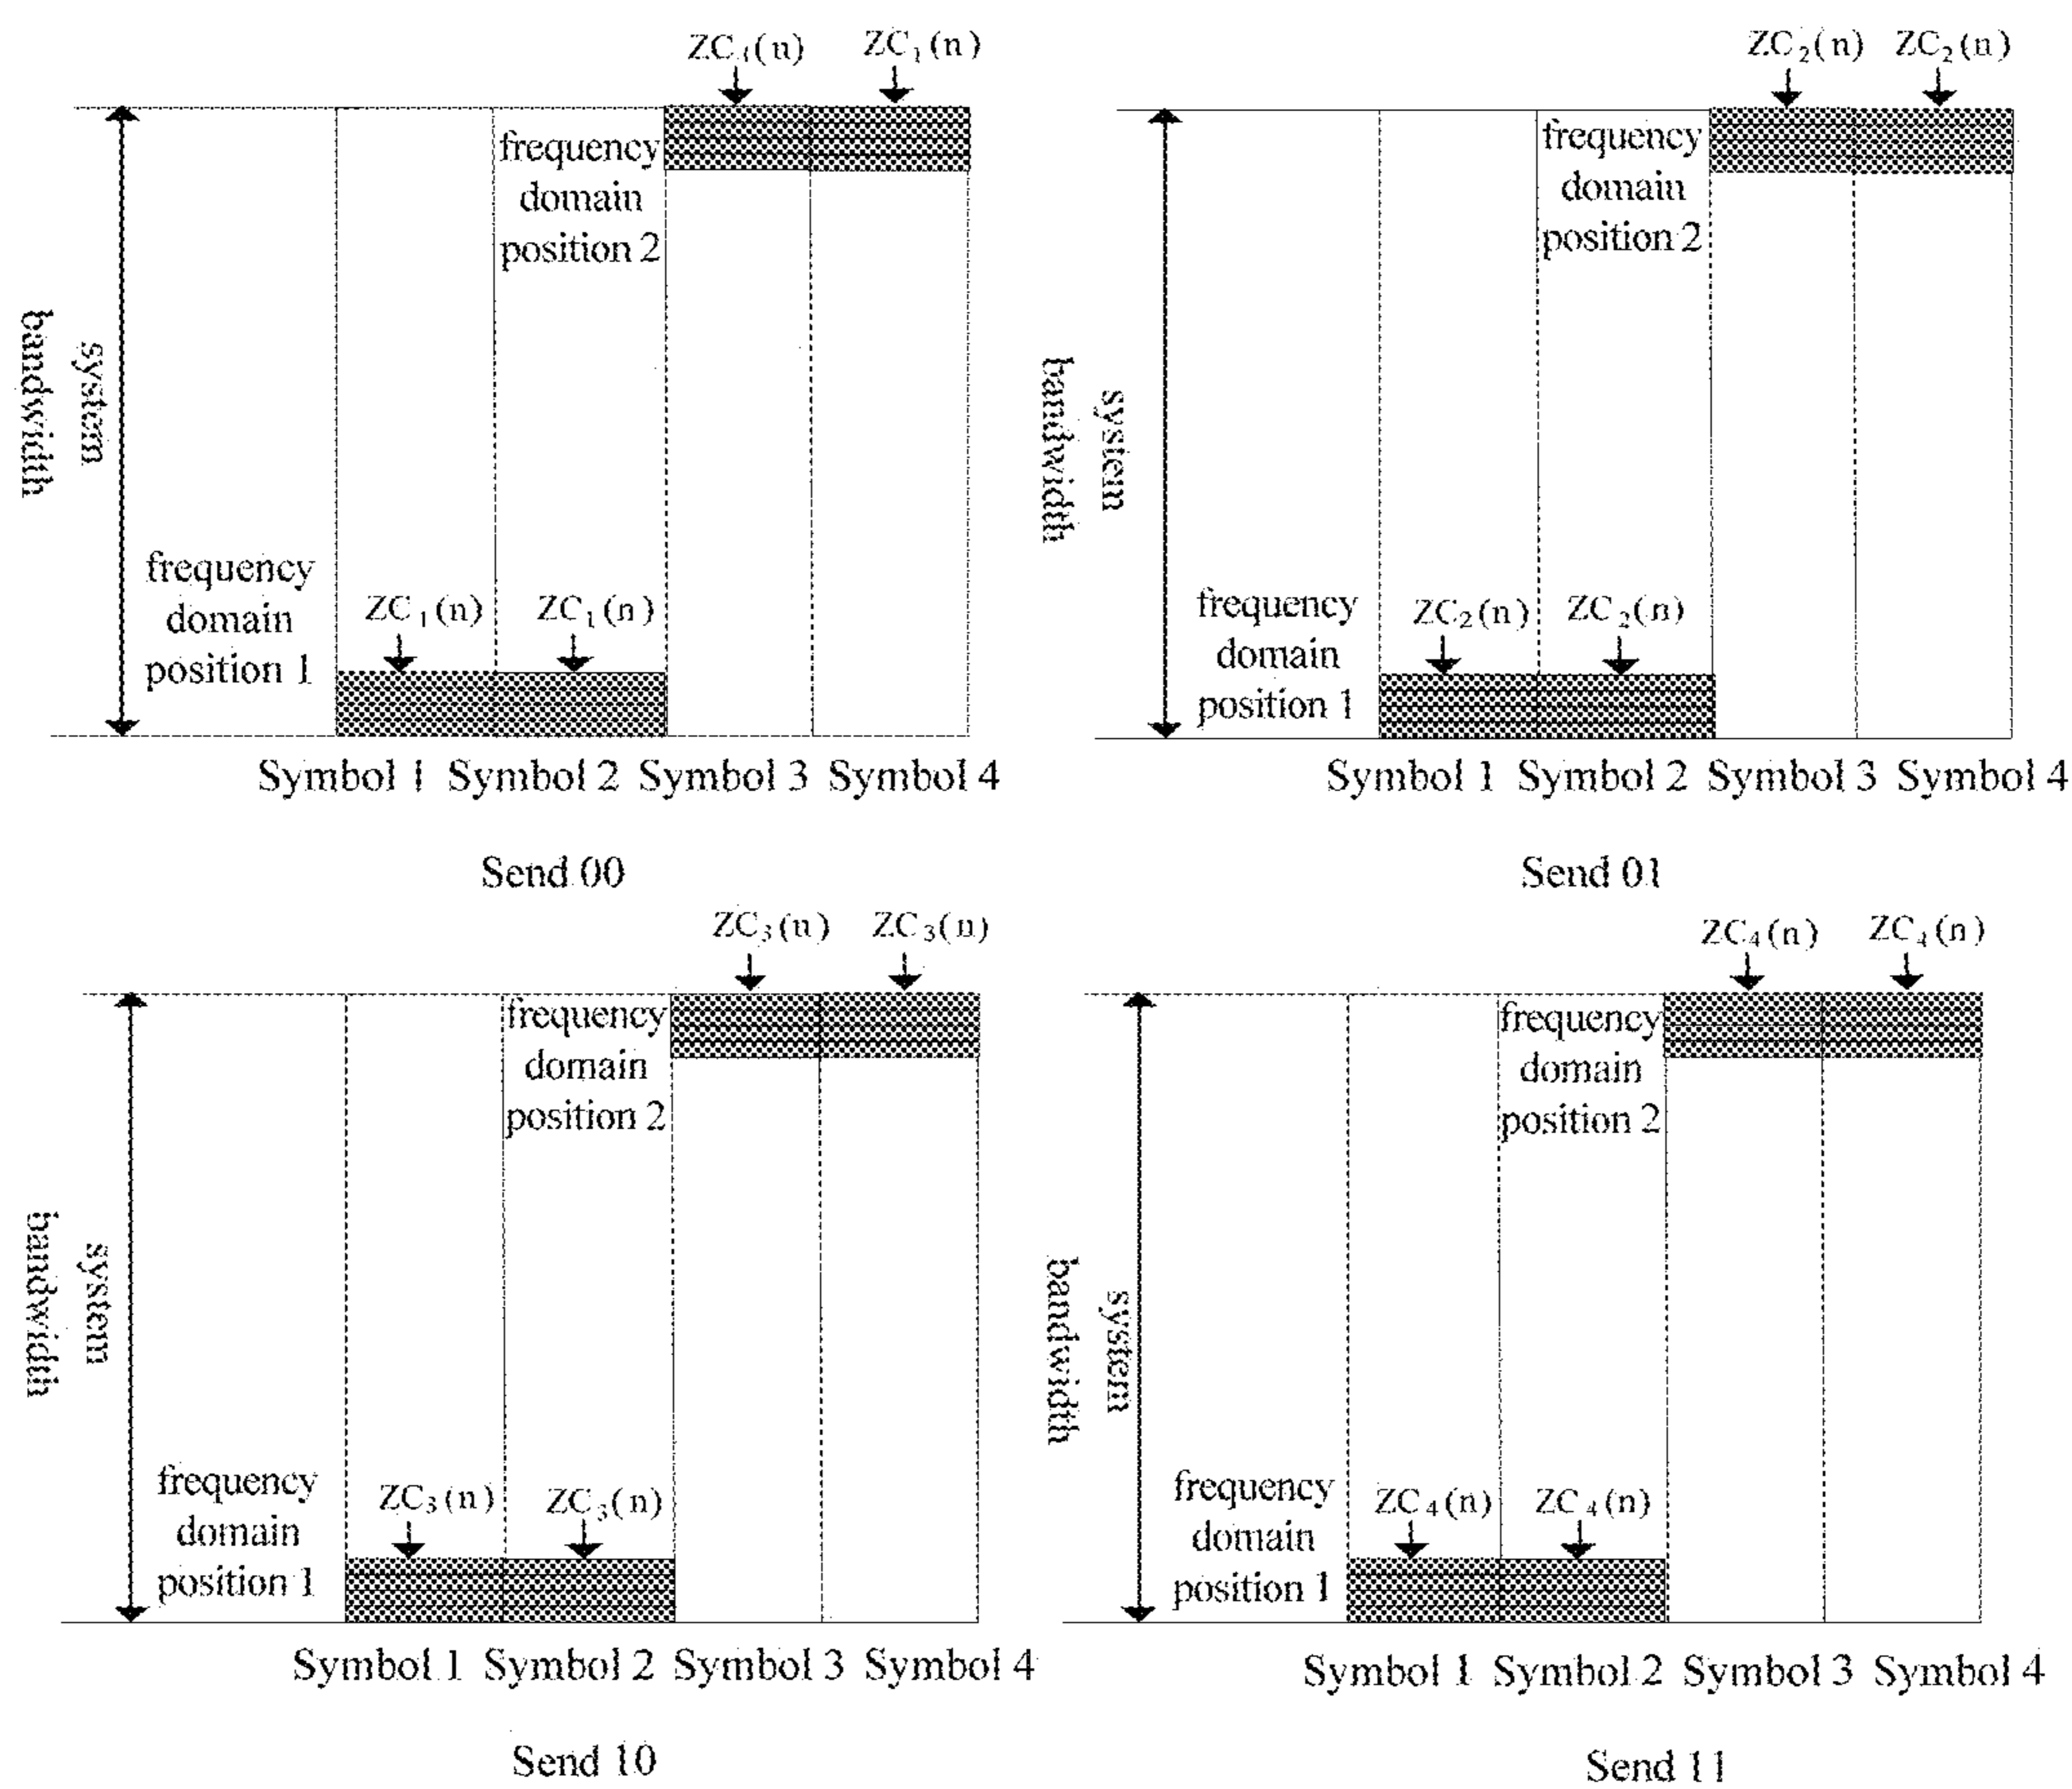 ZC₁(n) ZC₁(n)
frequency
domain
position 2
system
bandwidth
frequency
domain
position 1
ZC₁(n) ZC₁(n)
Symbol 1 Symbol 2 Symbol 3 Symbol 4
Send 00
ZC₂(n) ZC₂(n)
frequency
domain
position 2
system
bandwidth
frequency
domain
position 1
ZC₂(n) ZC₂(n)
Symbol 1 Symbol 2 Symbol 3 Symbol 4
Send 01
ZC₃(n) ZC₃(n)
frequency
domain
position 2
system
bandwidth
frequency
domain
position 1
ZC₃(n) ZC₃(n)
Symbol 1 Symbol 2 Symbol 3 Symbol 4
Send 10
ZC₄(n) ZC₄(n)
frequency
domain
position 2
system
bandwidth
frequency
domain
position 1
ZC₄(n) ZC₄(n)
Symbol 1 Symbol 2 Symbol 3 Symbol 4
Send 11